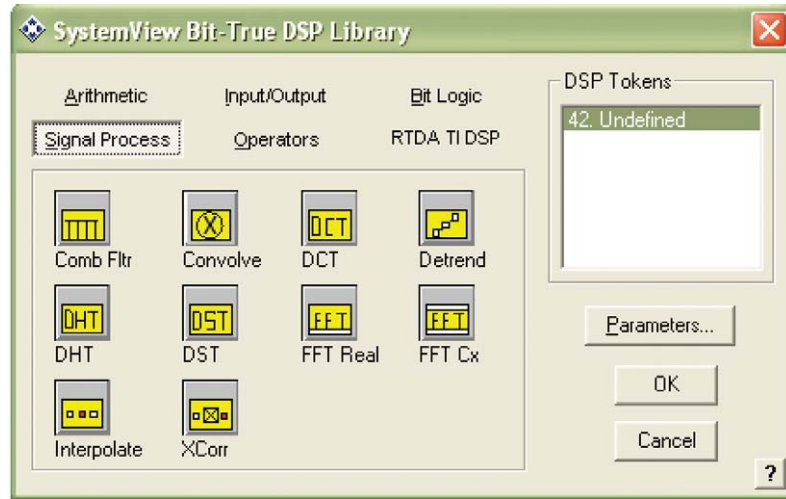 SystemView Bit-True DSP Library
Arithmetic Input/Output Bit Logic
Signal Process Operators RTDA TI DSP
DSP Tokens
42. Undefined
Comb Fltr Convolve DCT Detrend
DCT
DHT DST FFT FFT
DHT DST FFT Real FFT Cx
Interpolate XCorr
Parameters...
OK
Cancel
?